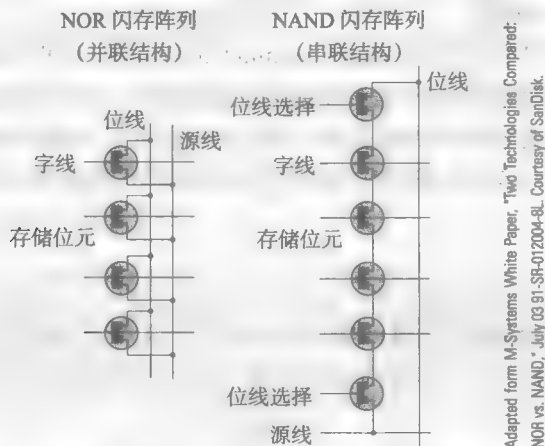 NOR 闪存阵列
（并联结构）
位线
源线
字线
存储位元
NAND 闪存阵列
（串联结构）
位线
位线选择
字线
存储位元
位线选择
源线
Adapted form M-Systems White Paper, "Two Technologies Compared:
NOR vs. NAND," July 03 91-SR-012004-8L. Courtesy of SanDisk.